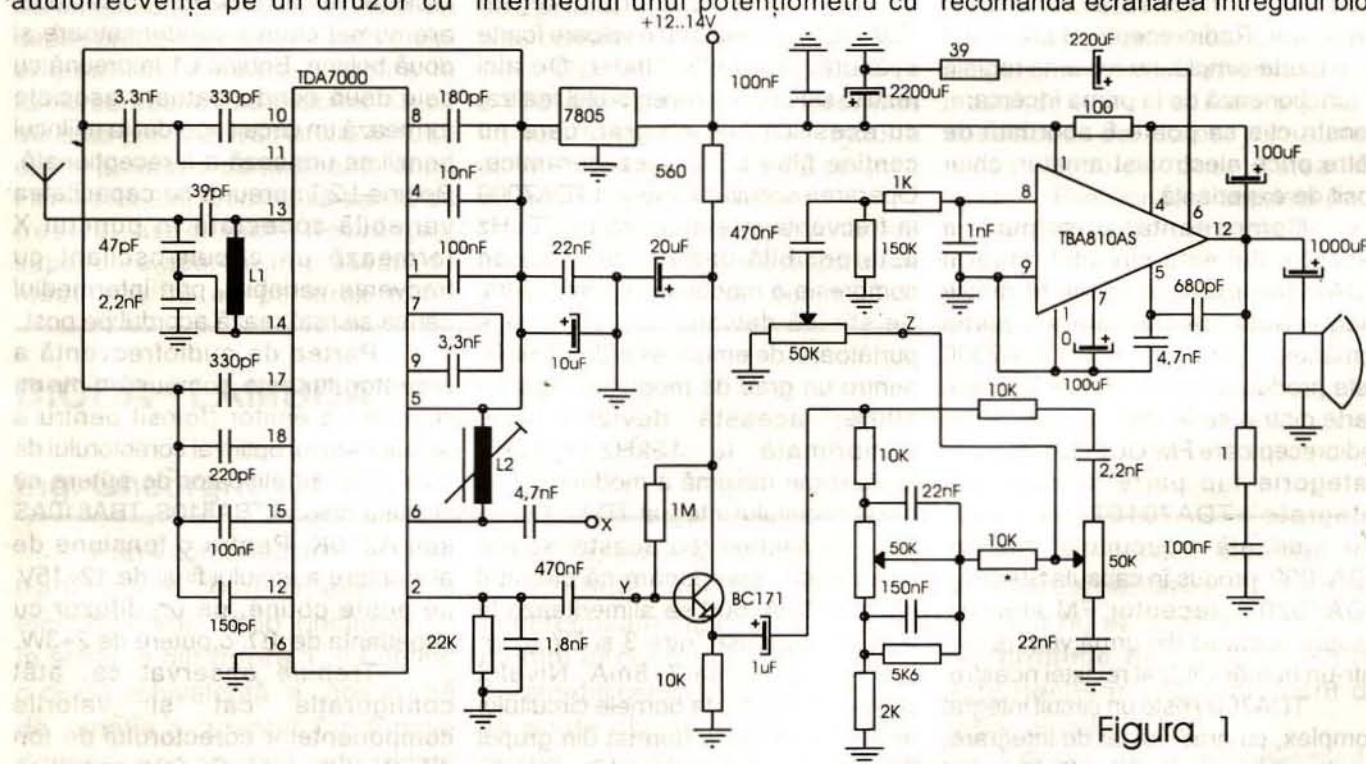 audiofrecvenţă pe un difuzor cu
intermediul unui potenţiometru cu
recomandă ecranarea întregului bloc
+12..14V
TDA7000
3,3nF
330pF
10
11
8
180pF
7805
100nF
2200uF
39
220uF
100
100uF
39pF
13
4
10nF
560
1K
8
4
6
12
47pF
L1
1
100nF
22nF
20uF
470nF
150K
1nF
9
TBA810AS
5
1000uF
2,2nF
14
7
3,3nF
9
10uF
50K
Z
1
10
7
680pF
4,7nF
330pF
17
5
100uF
10K
18
L2
10K
2,2nF
1
220pF
6
4,7nF
X
1M
22nF
15
50K
10K
100nF
100nF
470nF
150nF
50K
12
2
Y
BC171
150pF
22K
1,8nF
1uF
22nF
16
10K
5K6
2K
Figura 1